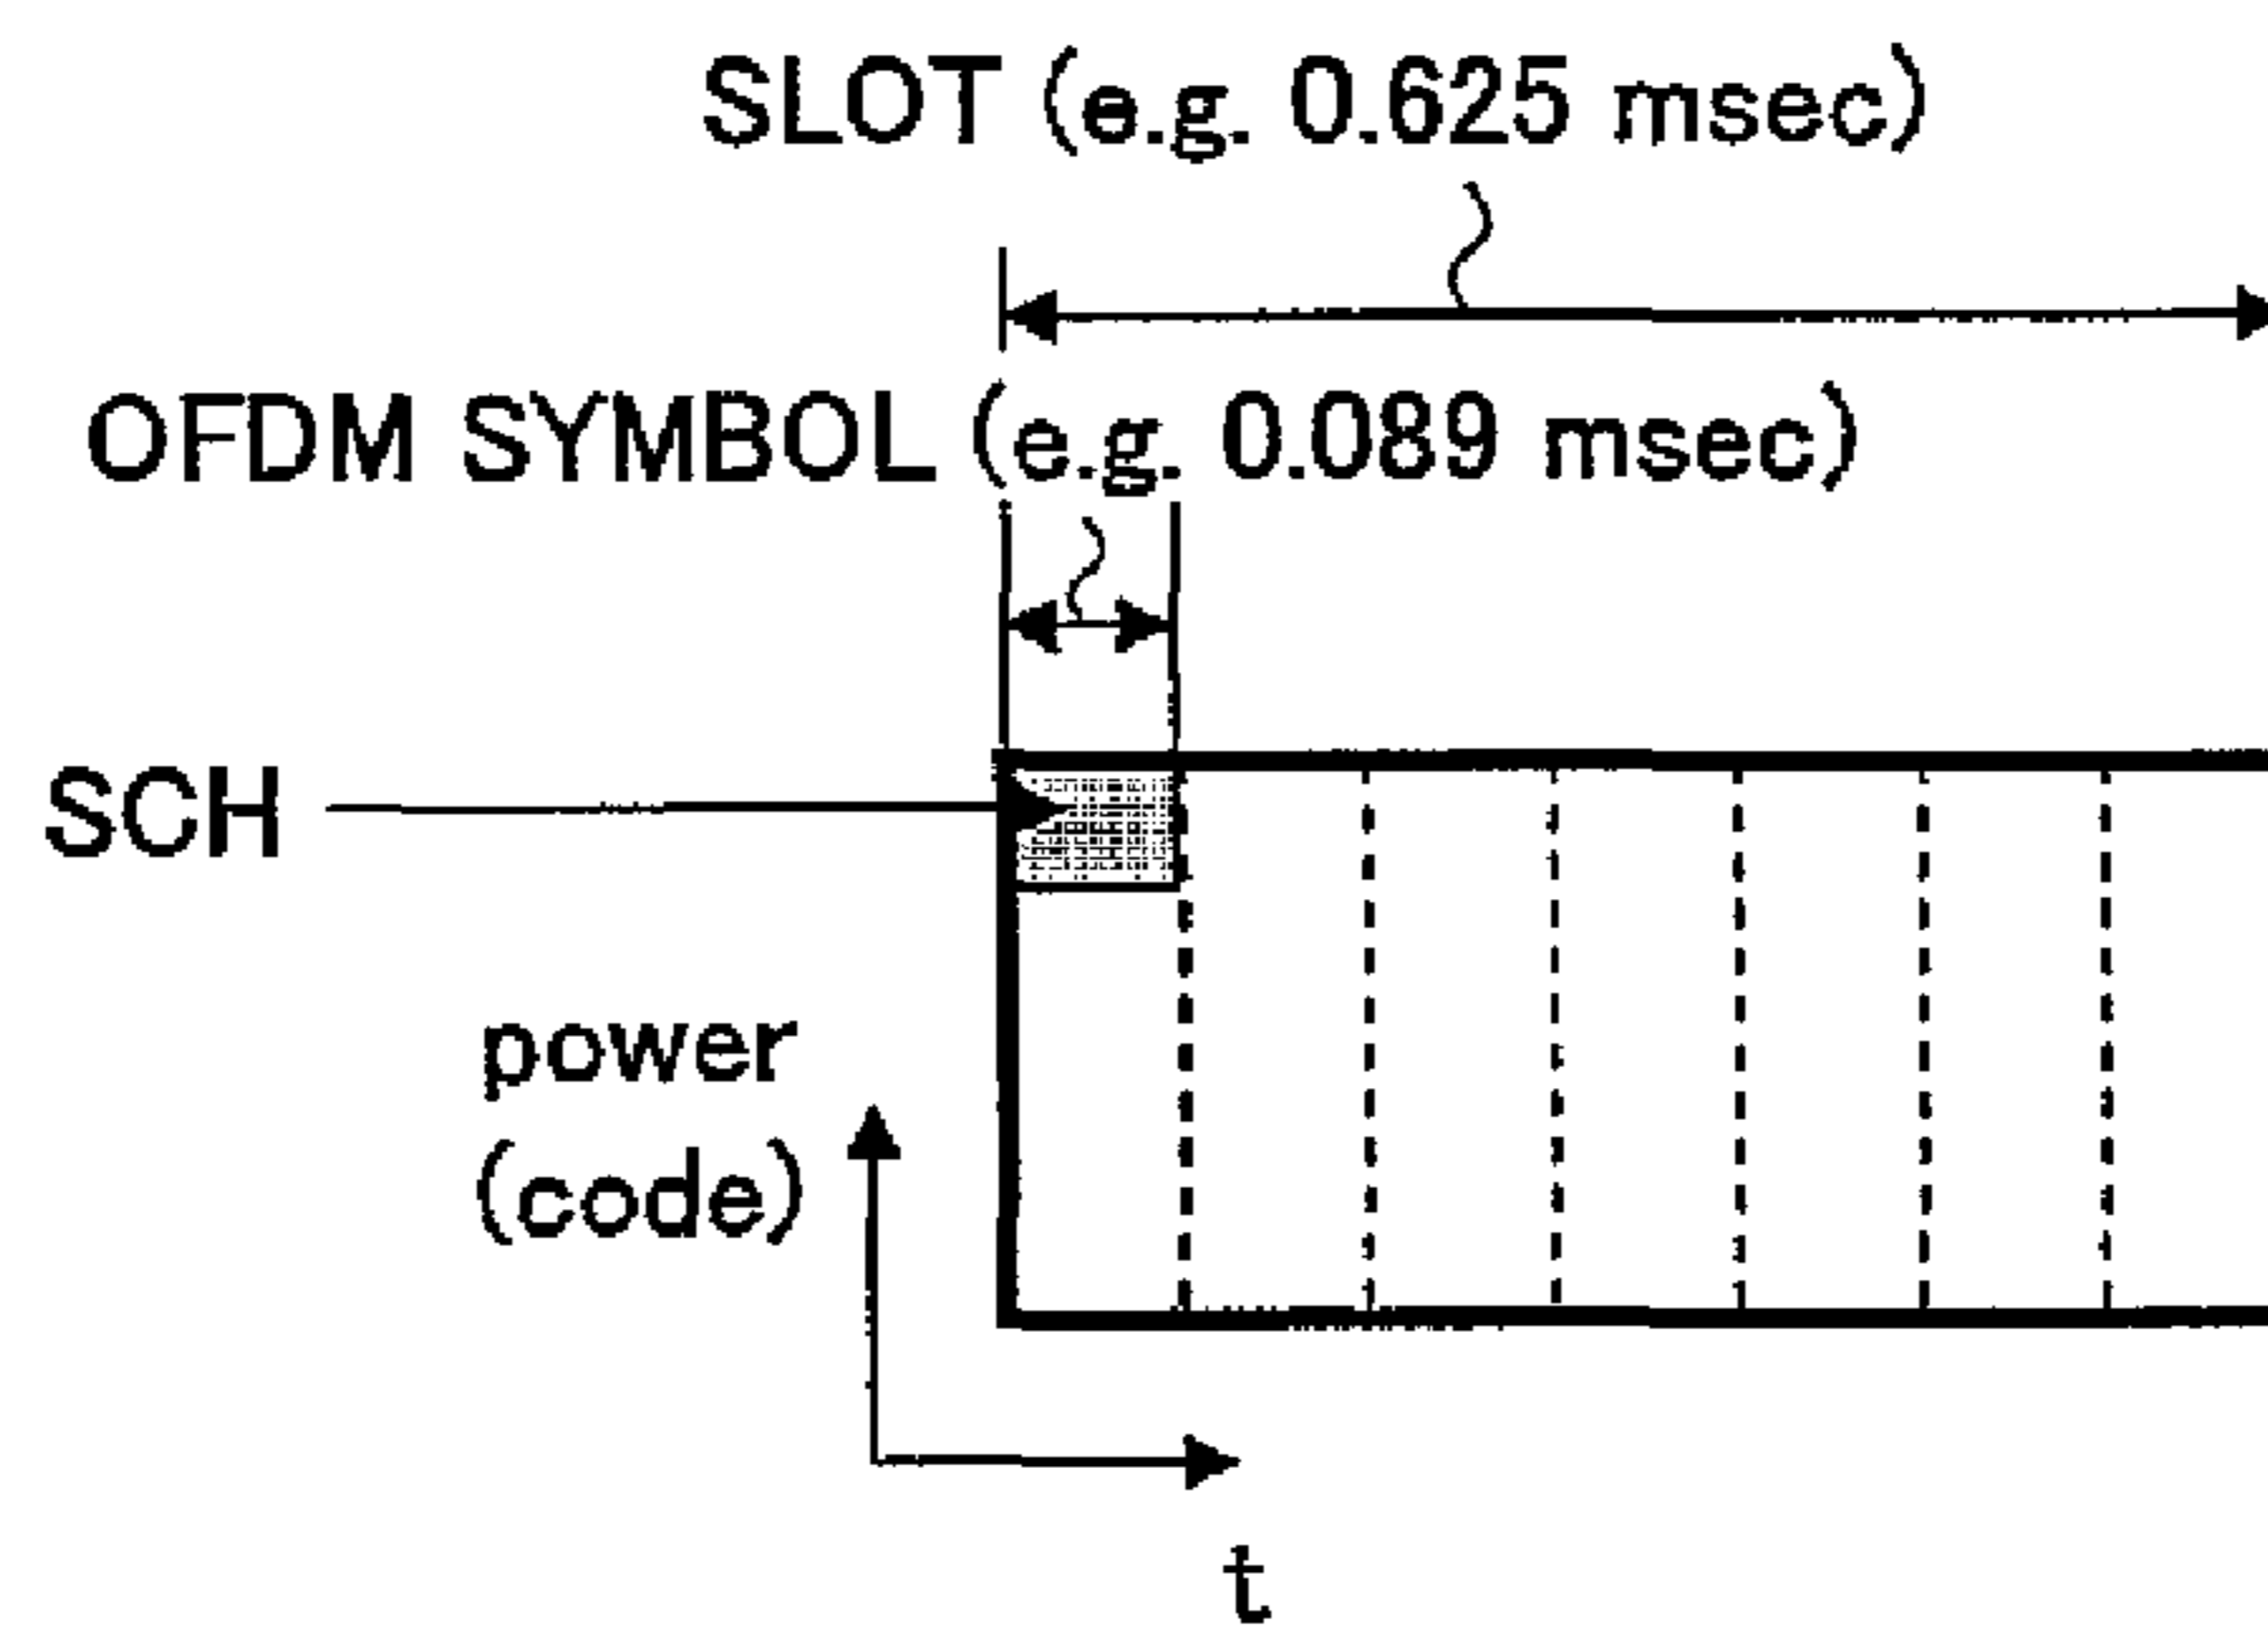 SLOT (e.g. 0.625 msec)
OFDM SYMBOL (e.g. 0.089 msec)
SCH
power
(code)
t